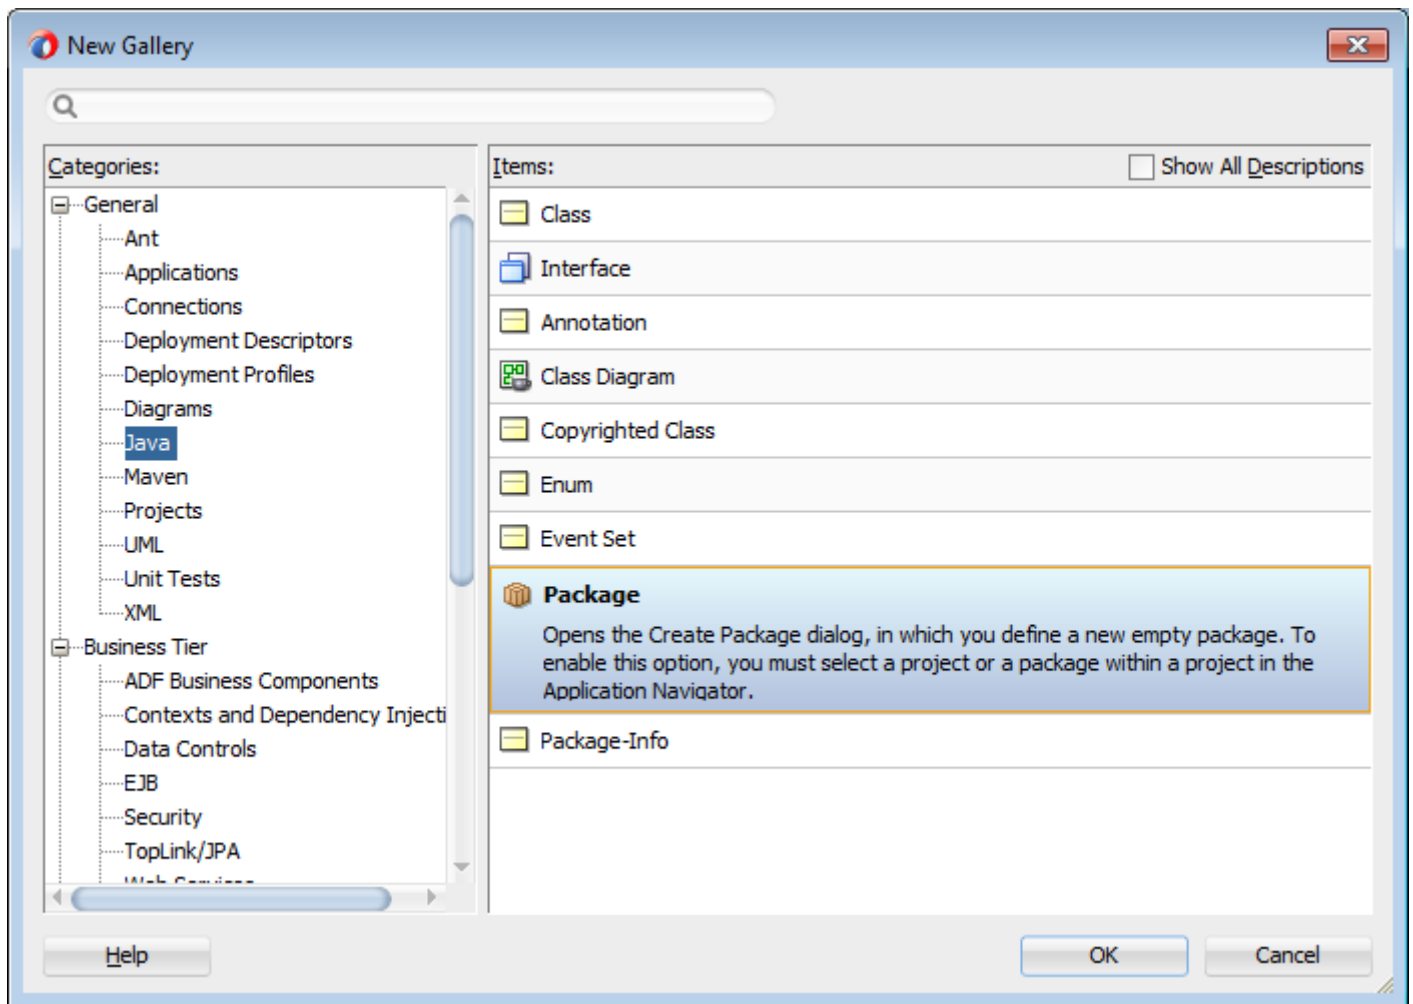 New Gallery
Categories:
General
Ant
Applications
Connections
Deployment Descriptors
Deployment Profiles
Diagrams
Java
Maven
Projects
UML
Unit Tests
XML
Business Tier
ADF Business Components
Contexts and Dependency Injecti
Data Controls
EJB
Security
TopLink/JPA
Web Services
Items:
Show All Descriptions
Class
Interface
Annotation
Class Diagram
Copyrighted Class
Enum
Event Set
Package
Opens the Create Package dialog, in which you define a new empty package. To
enable this option, you must select a project or a package within a project in the
Application Navigator.
Package-Info
Help
OK
Cancel